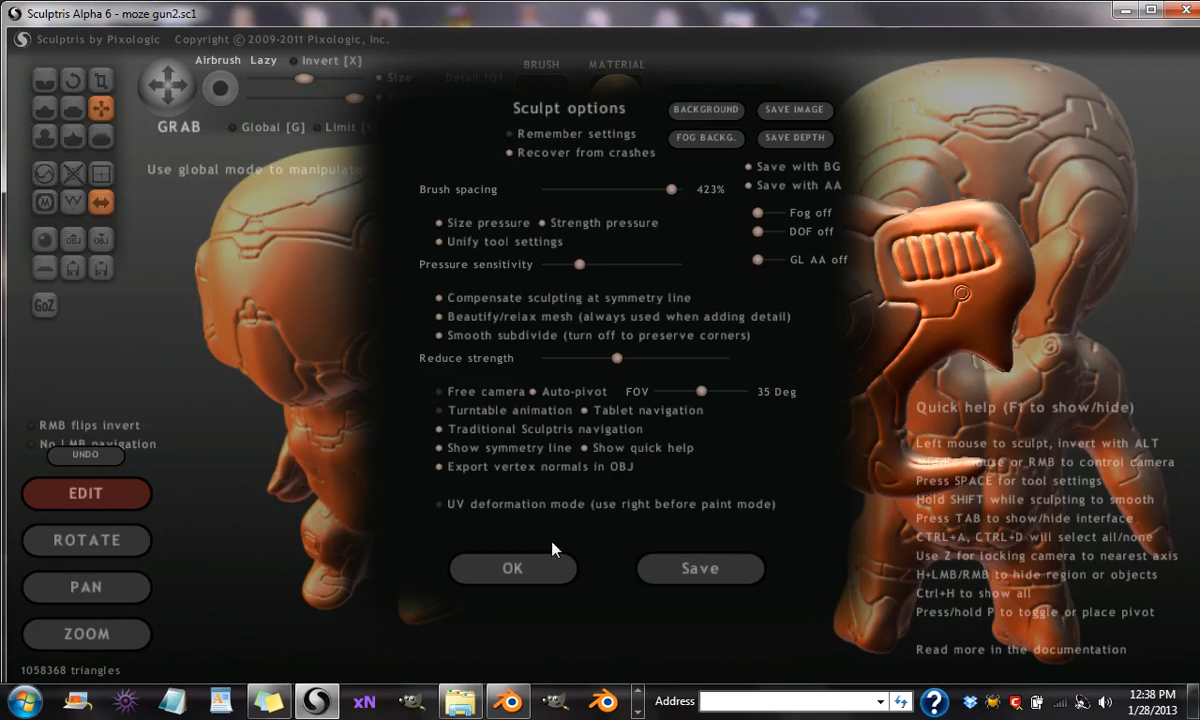 Sculptris Alpha 6 - moze gun2.sc1
Sculptris by Pixologic Copyright © 2009-2011 Pixologic, Inc.
Airbrush Lazy Invert [X]
Size Detail [Q]
BRUSH MATERIAL
GRAB
Global [G] Limit [
Use global mode to manipulate
Sculpt options
BACKGROUND SAVE IMAGE
Remember settings
FOG BACKG. SAVE DEPTH
Recover from crashes
Save with BG
Save with AA
Brush spacing 423%
Fog off
DOF off
GL AA off
Size pressure Strength pressure
Unify tool settings
Pressure sensitivity
Compensate sculpting at symmetry line
Beautify/relax mesh (always used when adding detail)
Smooth subdivide (turn off to preserve corners)
Reduce strength
Free camera Auto-pivot FOV 35 Deg
Turntable animation Tablet navigation
Traditional Sculptris navigation
Show symmetry line Show quick help
Export vertex normals in OBJ
UV deformation mode (use right before paint mode)
OK Save
OBJ OBJ
GoZ
RMB flips invert
No LMB navigation
UNDO
EDIT
ROTATE
PAN
ZOOM
1058368 triangles
Quick help (F1 to show/hide)
Left mouse to sculpt, invert with ALT
Middle mouse or RMB to control camera
Press SPACE for tool settings
Hold SHIFT while sculpting to smooth
Press TAB to show/hide interface
CTRL+A, CTRL+D will select all/none
Use Z for locking camera to nearest axis
H+LMB/RMB to hide region or objects
Ctrl+H to show all
Press/hold P to toggle or place pivot
Read more in the documentation
xN
Address
12:38 PM
1/28/2013